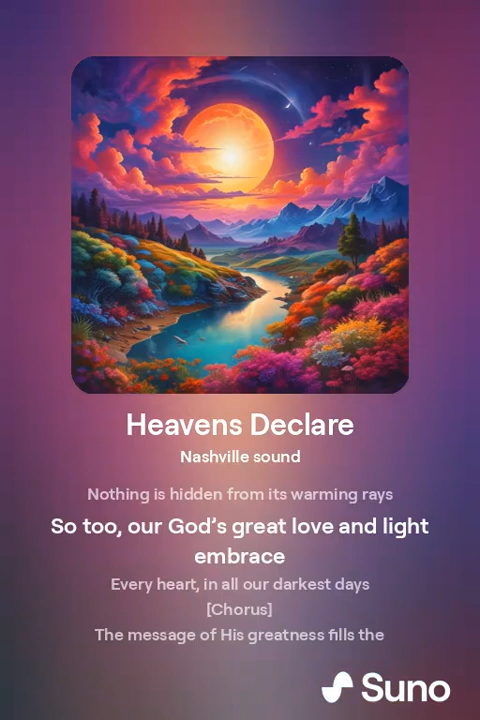 Heavens Declare
Nashville sound
Nothing is hidden from its warming rays
So too, our God's great love and light
embrace
Every heart, in all our darkest days
[Chorus]
The message of His greatness fills the
Suno